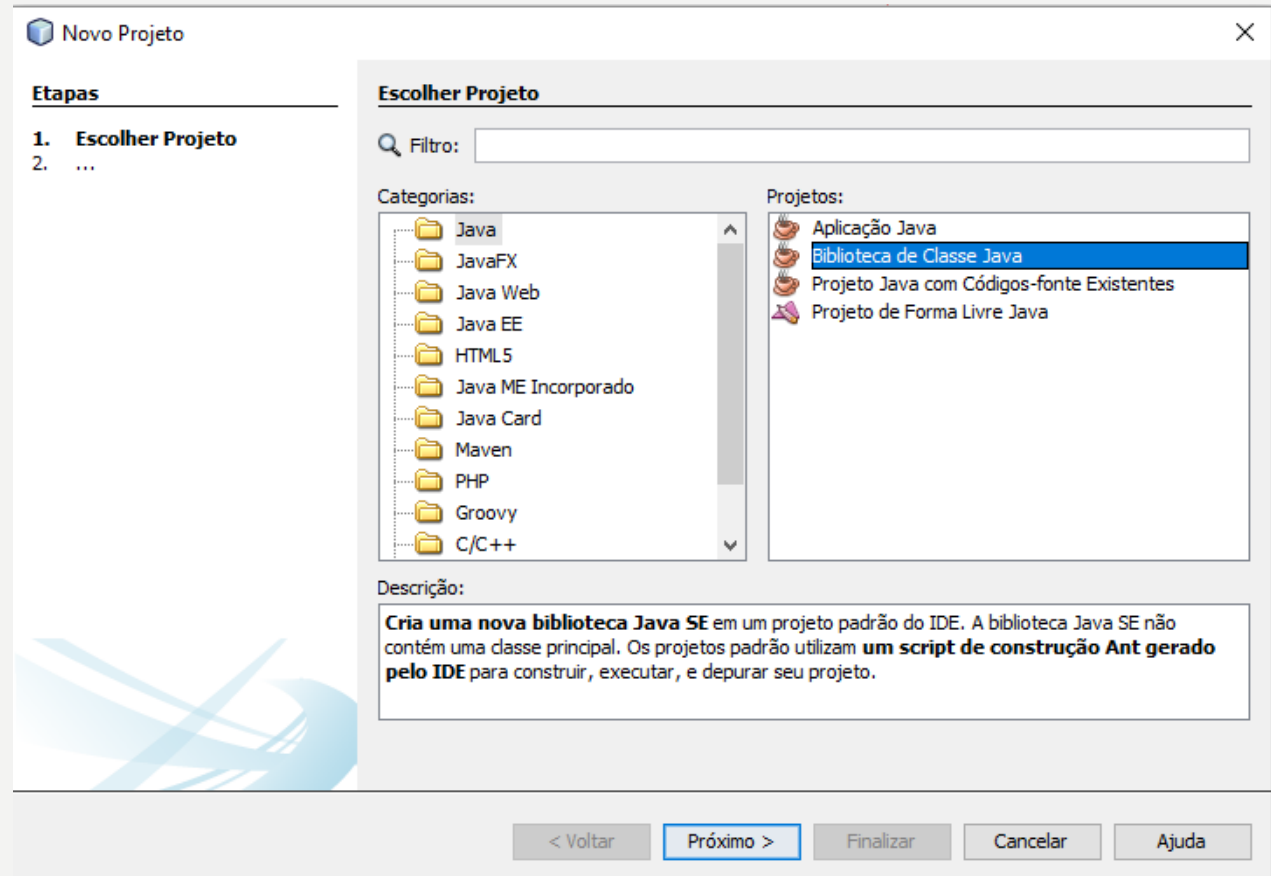 Novo Projeto
Etapas
1. Escolher Projeto
2. ...
Escolher Projeto
Filtro:
Categorias:
Java
JavaFX
Java Web
Java EE
HTML5
Java ME Incorporado
Java Card
Maven
PHP
Groovy
C/C++
Projetos:
Aplicação Java
Biblioteca de Classe Java
Projeto Java com Códigos-fonte Existentes
Projeto de Forma Livre Java
Descrição:
Cria uma nova biblioteca Java SE em um projeto padrão do IDE. A biblioteca Java SE não
contém uma classe principal. Os projetos padrão utilizam um script de construção Ant gerado
pelo IDE para construir, executar, e depurar seu projeto.
< Voltar
Próximo >
Finalizar
Cancelar
Ajuda